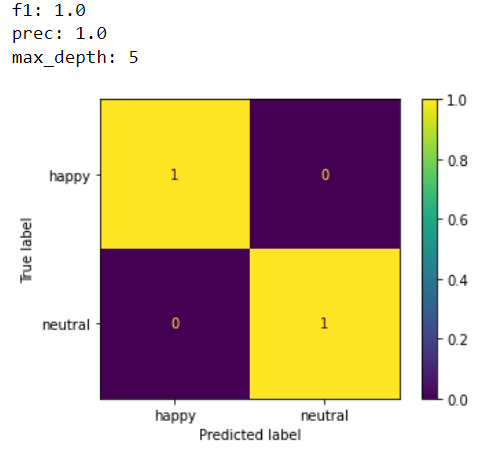 f1: 1.0
prec: 1.0
max_depth: 5
1.0
happy 1 0
0.8
0.6
True label
0.4
neutral 0 1
0.2
0.0
happy neutral
Predicted label